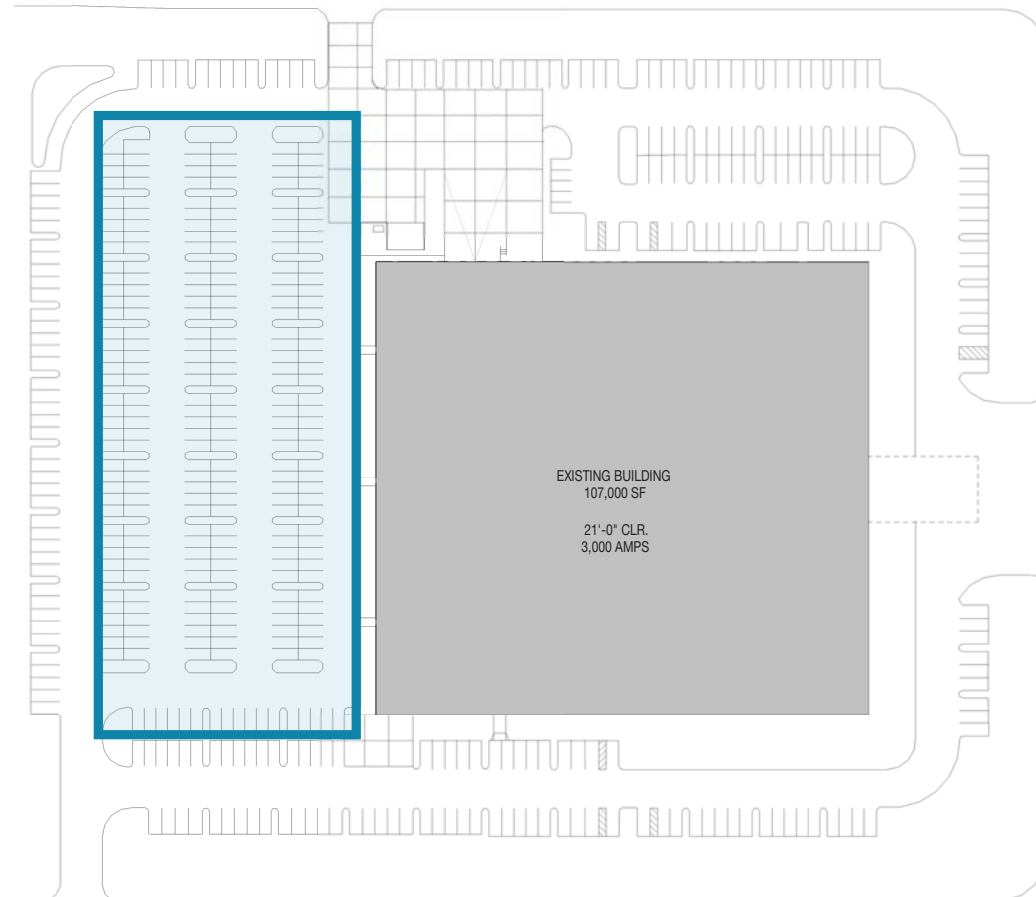 EXISTING BUILDING
107,000 SF
21'-0" CLR.
3,000 AMPS